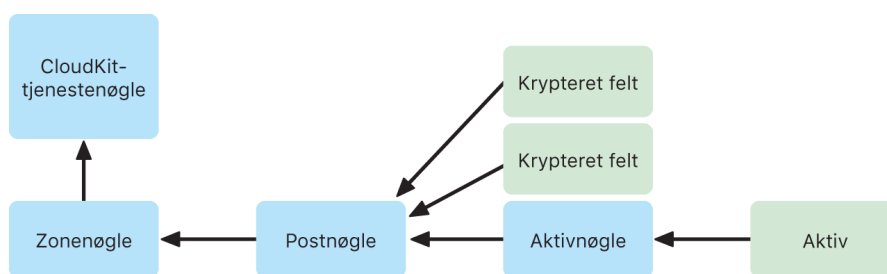 CloudKit-
tjenestenøgle
Krypteret felt
Krypteret felt
Zonenøgle
Postnøgle
Aktivnøgle
Aktiv